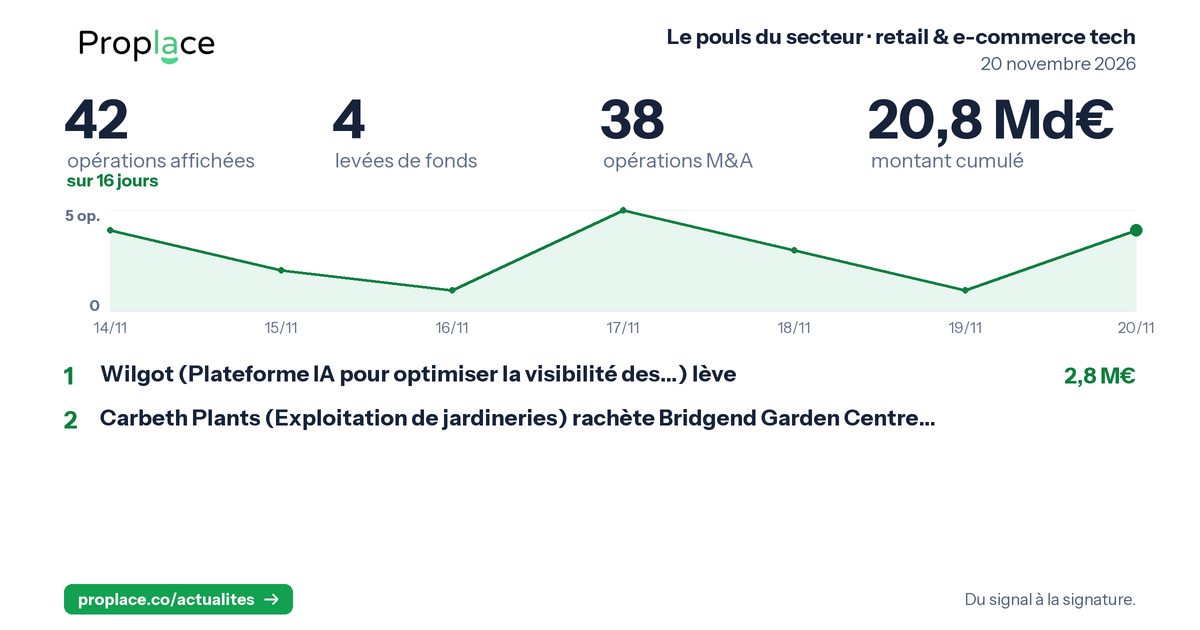 Proplace
Le pouls du secteur · retail & e-commerce tech
20 novembre 2026
42
opérations affichées
sur 16 jours
4
levées de fonds
38
opérations M&A
20,8 Md€
montant cumulé
5 op.
0
14/11
15/11
16/11
17/11
18/11
19/11
20/11
1 Wilgot (Plateforme IA pour optimiser la visibilité des...) lève 2,8 M€
2 Carbeth Plants (Exploitation de jardineries) rachète Bridgend Garden Centre...
proplace.co/actualites →
Du signal à la signature.